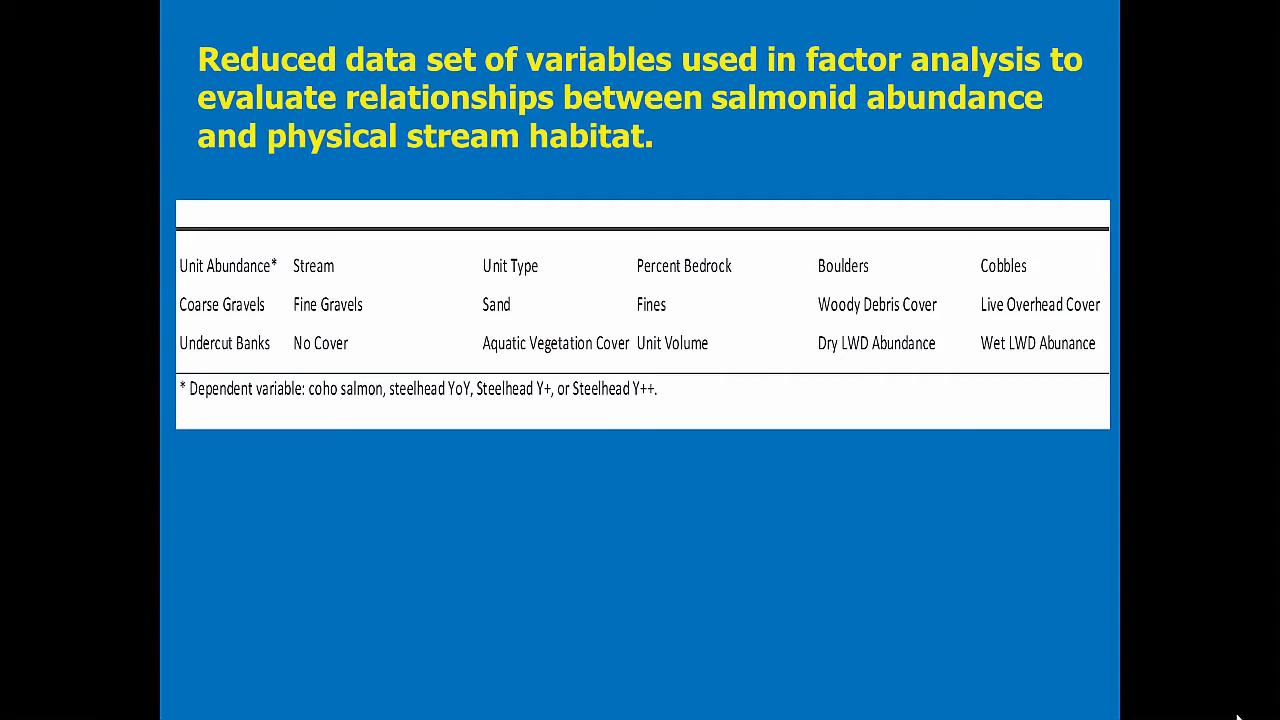 Reduced data set of variables used in factor analysis to
evaluate relationships between salmonid abundance
and physical stream habitat.
Unit Abundance* Stream Unit Type Percent Bedrock Boulders Cobbles
Coarse Gravels Fine Gravels Sand Fines Woody Debris Cover Live Overhead Cover
Undercut Banks No Cover Aquatic Vegetation Cover Unit Volume Dry LWD Abundance Wet LWD Abunance
* Dependent variable: coho salmon, steelhead YoY, Steelhead Y+, or Steelhead Y++.